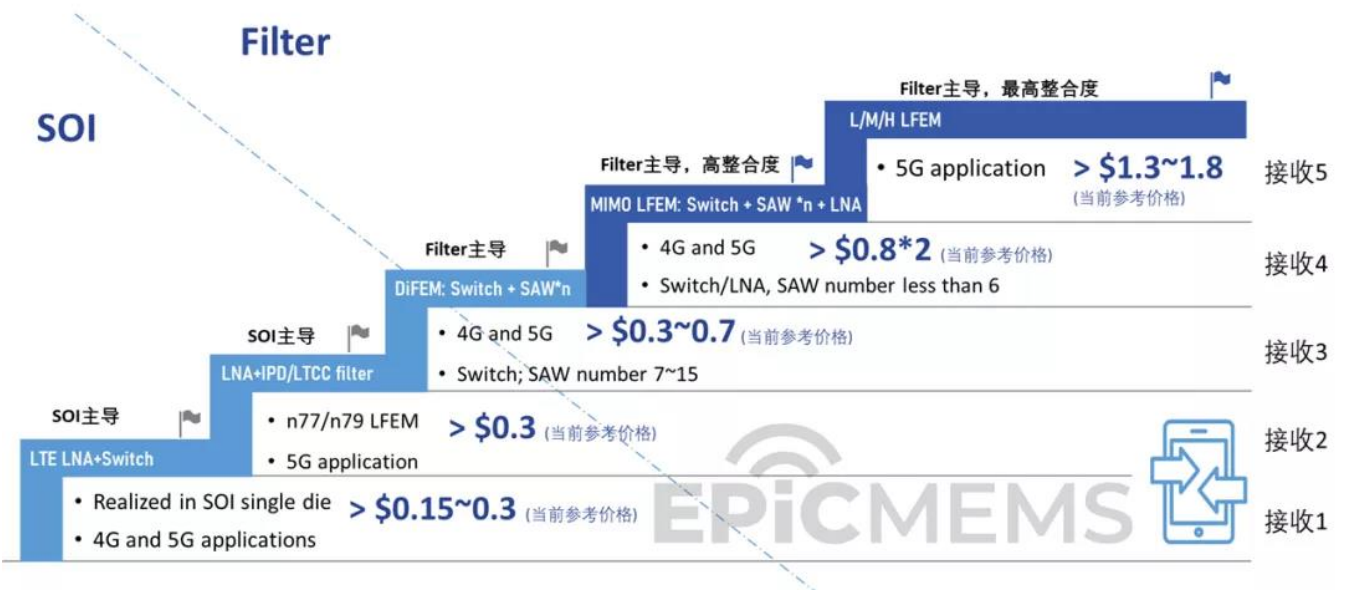 Filter
SOI
Filter主导，最高整合度
L/M/H LFEM
• 5G application > $1.3~1.8
(当前参考价格)
接收5
Filter主导，高整合度
MIMO LFEM: Switch + SAW *n + LNA
• 4G and 5G > $0.8*2 (当前参考价格)
• Switch/LNA, SAW number less than 6
接收4
Filter主导
DiFEM: Switch + SAW*n
• 4G and 5G > $0.3~0.7 (当前参考价格)
• Switch; SAW number 7~15
接收3
SOI主导
LNA+IPD/LTCC filter
• n77/n79 LFEM > $0.3 (当前参考价格)
• 5G application
接收2
SOI主导
LTE LNA+Switch
• Realized in SOI single die > $0.15~0.3 (当前参考价格)
• 4G and 5G applications
接收1
EPiCMEMS